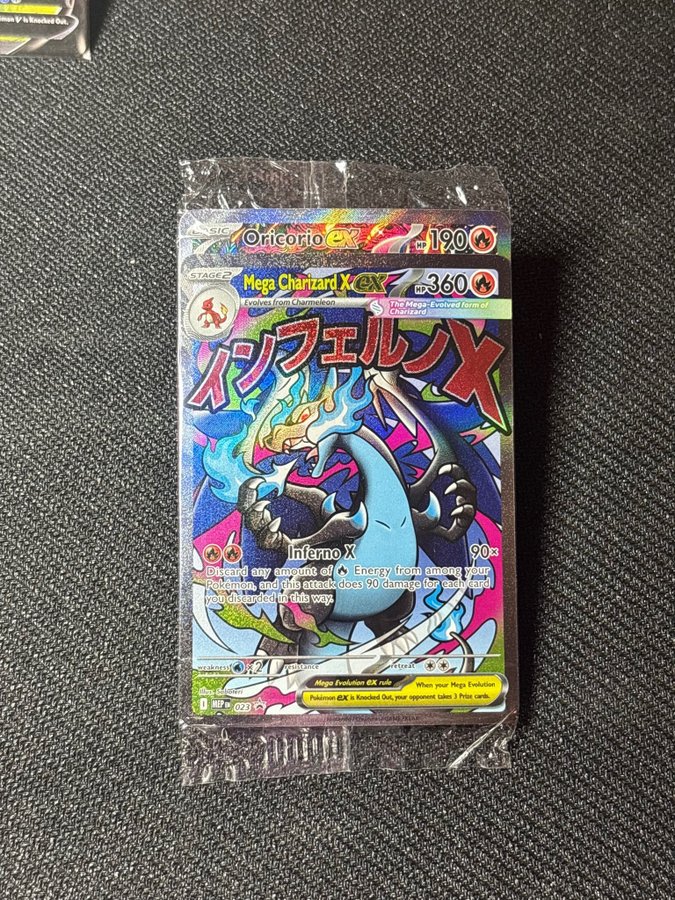 is Knocked Out.
BASIC Oricorio ex HP 190
STAGE2 Mega Charizard X ex HP 360
Evolves from Charmeleon
The Mega-Evolved form of
Charizard
インフェルノX
Inferno X 90×
Discard any amount of Energy from among your
Pokémon, and this attack does 90 damage for each card
you discarded in this way.
weakness ×2 resistance retreat
Illus.
Mega Evolution ex rule When your Mega Evolution
Pokémon ex is Knocked Out, your opponent takes 3 Prize cards.
MEP EN 023